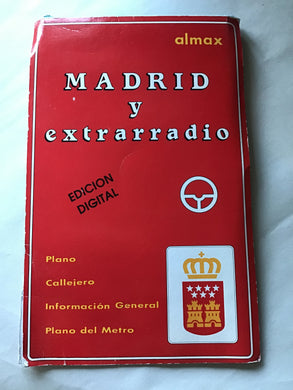 almax
MADRID
y
extrarradio
EDICION
DIGITAL
Plano
Callejero
Información General
Plano del Metro